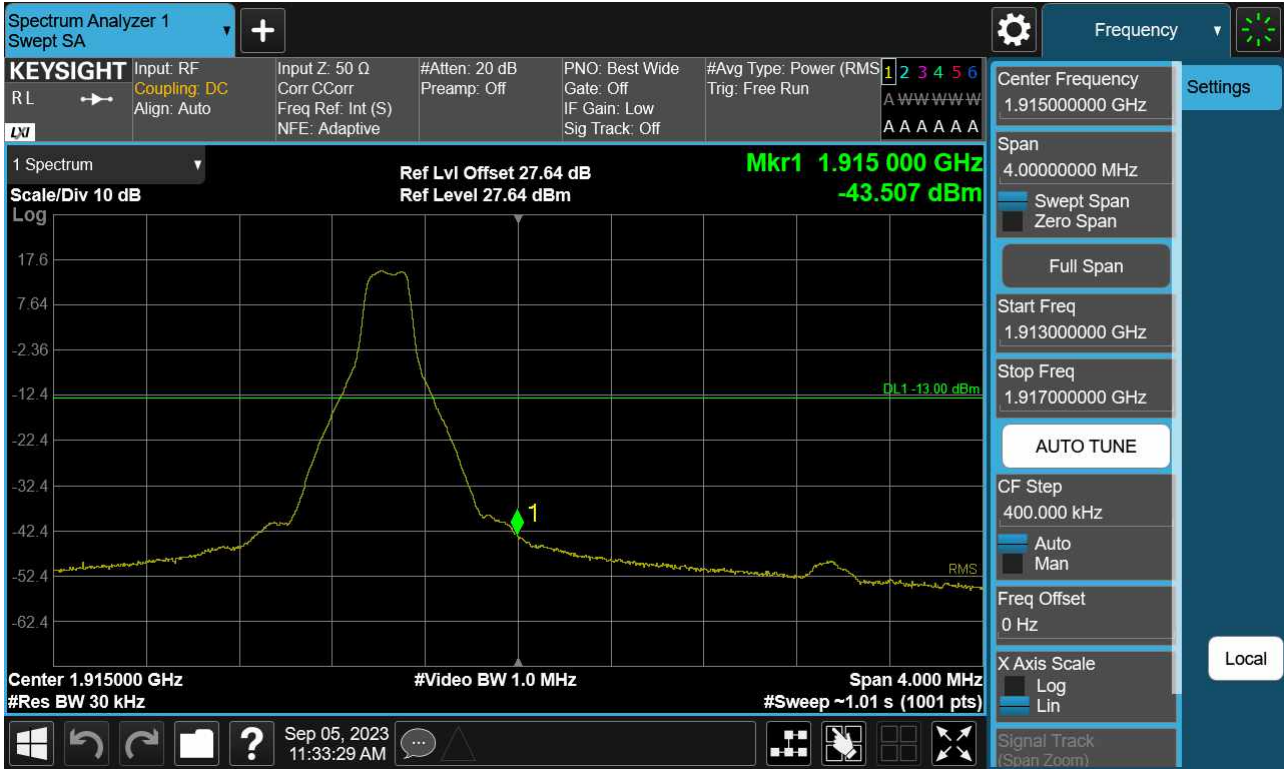 Spectrum Analyzer 1
Swept SA
Frequency
KEYSIGHT
R L
LXI
Input: RF
Coupling: DC
Align: Auto
Input Z: 50 Ω
Corr CCorr
Freq Ref: Int (S)
NFE: Adaptive
#Atten: 20 dB
Preamp: Off
PNO: Best Wide
Gate: Off
IF Gain: Low
Sig Track: Off
#Avg Type: Power (RMS
Trig: Free Run
1 2 3 4 5 6
A W W W W W
A A A A A A
1 Spectrum
Scale/Div 10 dB
Log
Ref Lvl Offset 27.64 dB
Ref Level 27.64 dBm
Mkr1 1.915 000 GHz
-43.507 dBm
17.6
7.64
-2.36
-12.4
-22.4
-32.4
-42.4
-52.4
-62.4
DL1 -13.00 dBm
1
RMS
Center 1.915000 GHz
#Video BW 1.0 MHz
Span 4.000 MHz
#Res BW 30 kHz
#Sweep ~1.01 s (1001 pts)
Center Frequency
1.915000000 GHz
Span
4.00000000 MHz
Swept Span
Zero Span
Full Span
Start Freq
1.913000000 GHz
Stop Freq
1.917000000 GHz
AUTO TUNE
CF Step
400.000 kHz
Auto
Man
Freq Offset
0 Hz
X Axis Scale
Log
Lin
Signal Track
(Span Zoom)
Settings
Local
?
Sep 05, 2023
11:33:29 AM